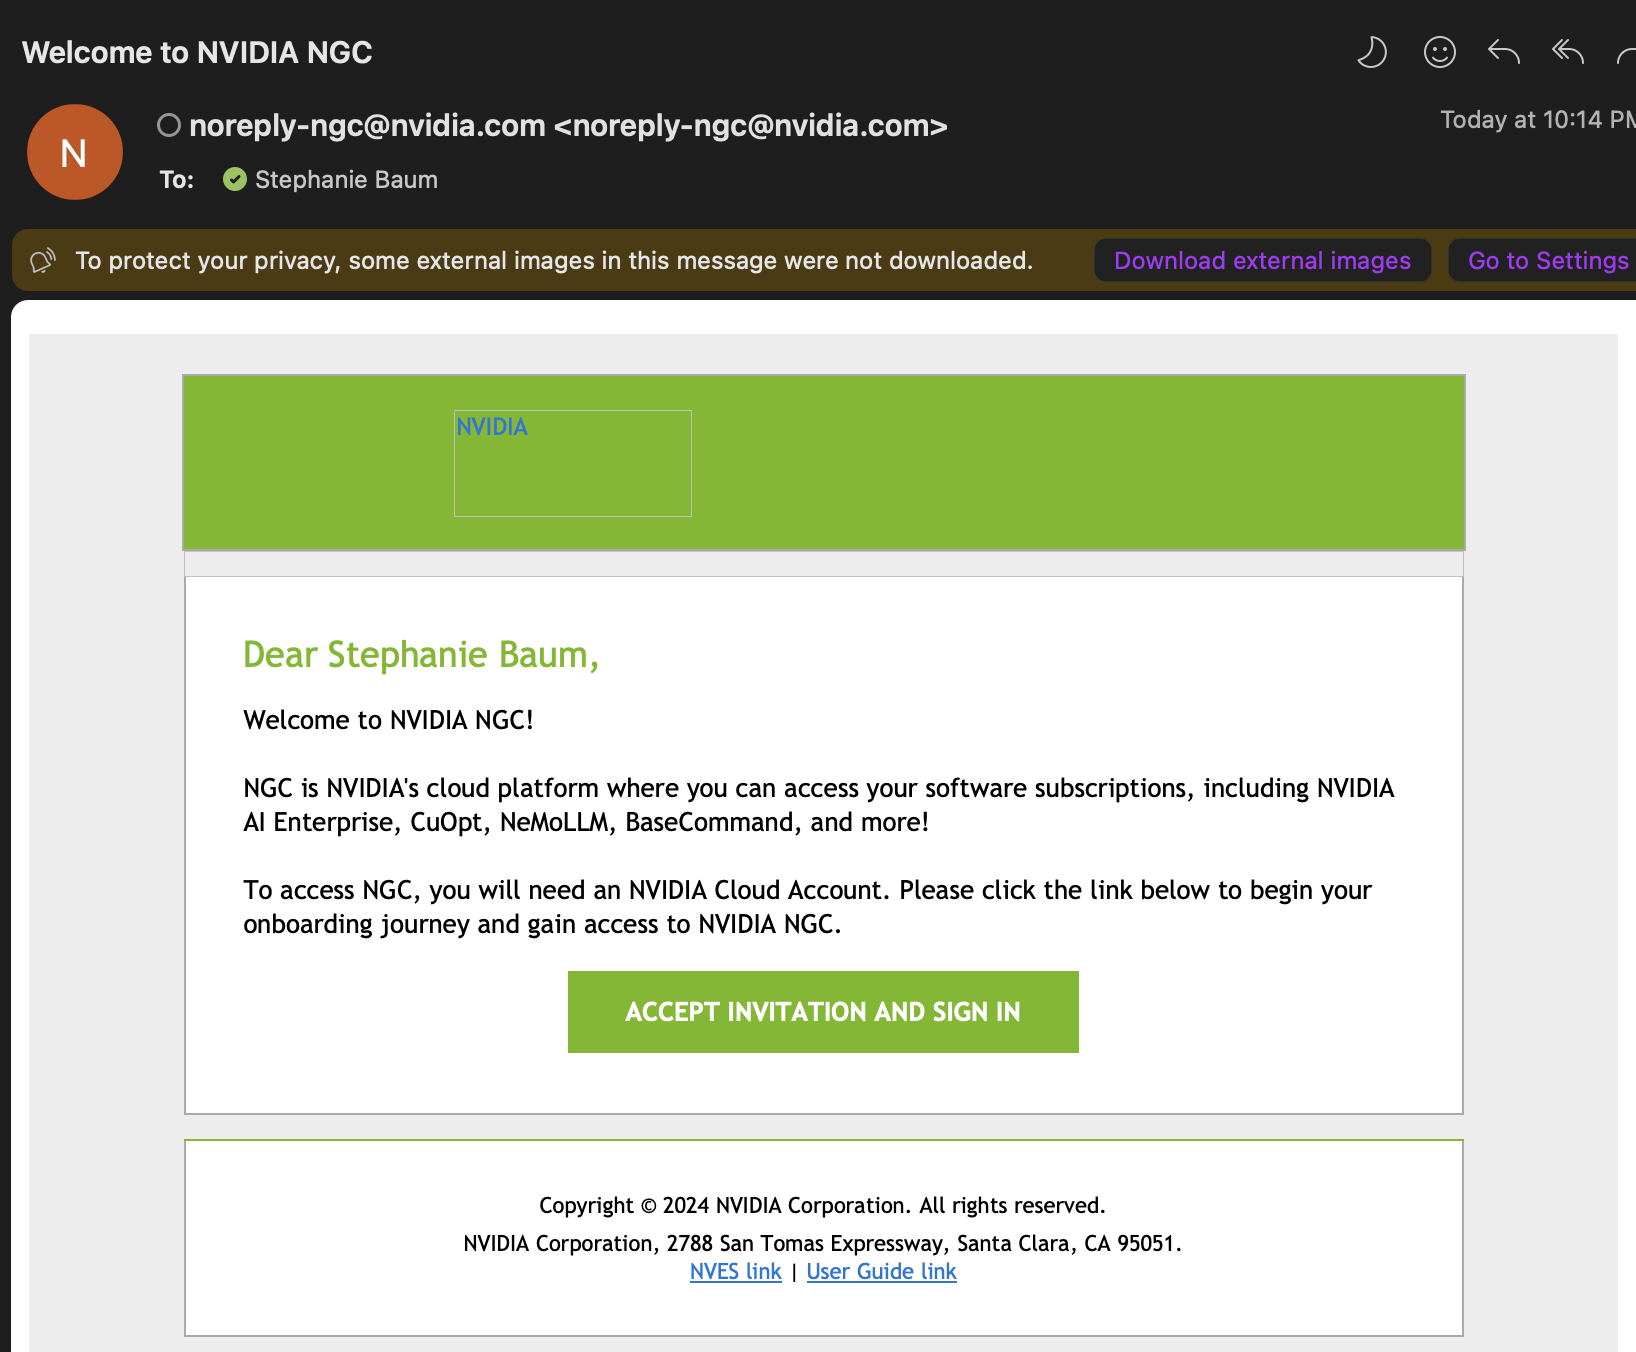 Welcome to NVIDIA NGC
N
noreply-ngc@nvidia.com <noreply-ngc@nvidia.com>
Today at 10:14 PM
To: Stephanie Baum
To protect your privacy, some external images in this message were not downloaded.
Download external images
Go to Settings
NVIDIA
Dear Stephanie Baum,
Welcome to NVIDIA NGC!
NGC is NVIDIA's cloud platform where you can access your software subscriptions, including NVIDIA
AI Enterprise, CuOpt, NeMoLLM, BaseCommand, and more!
To access NGC, you will need an NVIDIA Cloud Account. Please click the link below to begin your
onboarding journey and gain access to NVIDIA NGC.
ACCEPT INVITATION AND SIGN IN
Copyright © 2024 NVIDIA Corporation. All rights reserved.
NVIDIA Corporation, 2788 San Tomas Expressway, Santa Clara, CA 95051.
NVES link | User Guide link